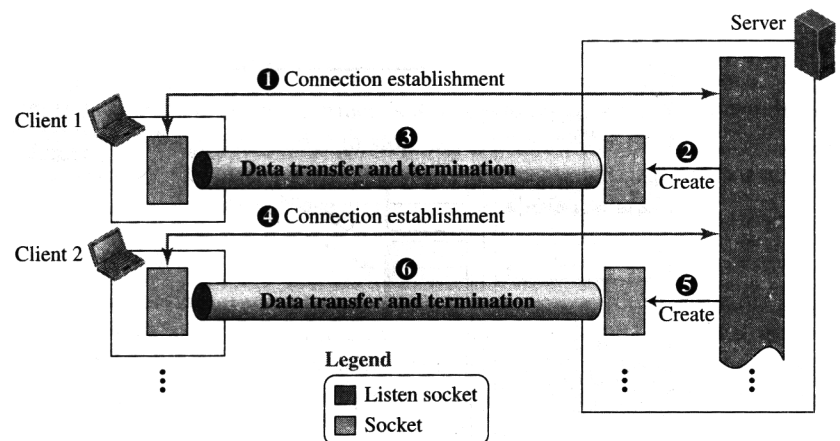 Server
❶ Connection establishment
Client 1
❸
Data transfer and termination
❷
Create
❹ Connection establishment
Client 2
❻
Data transfer and termination
❺
Create
Legend
Listen socket
Socket